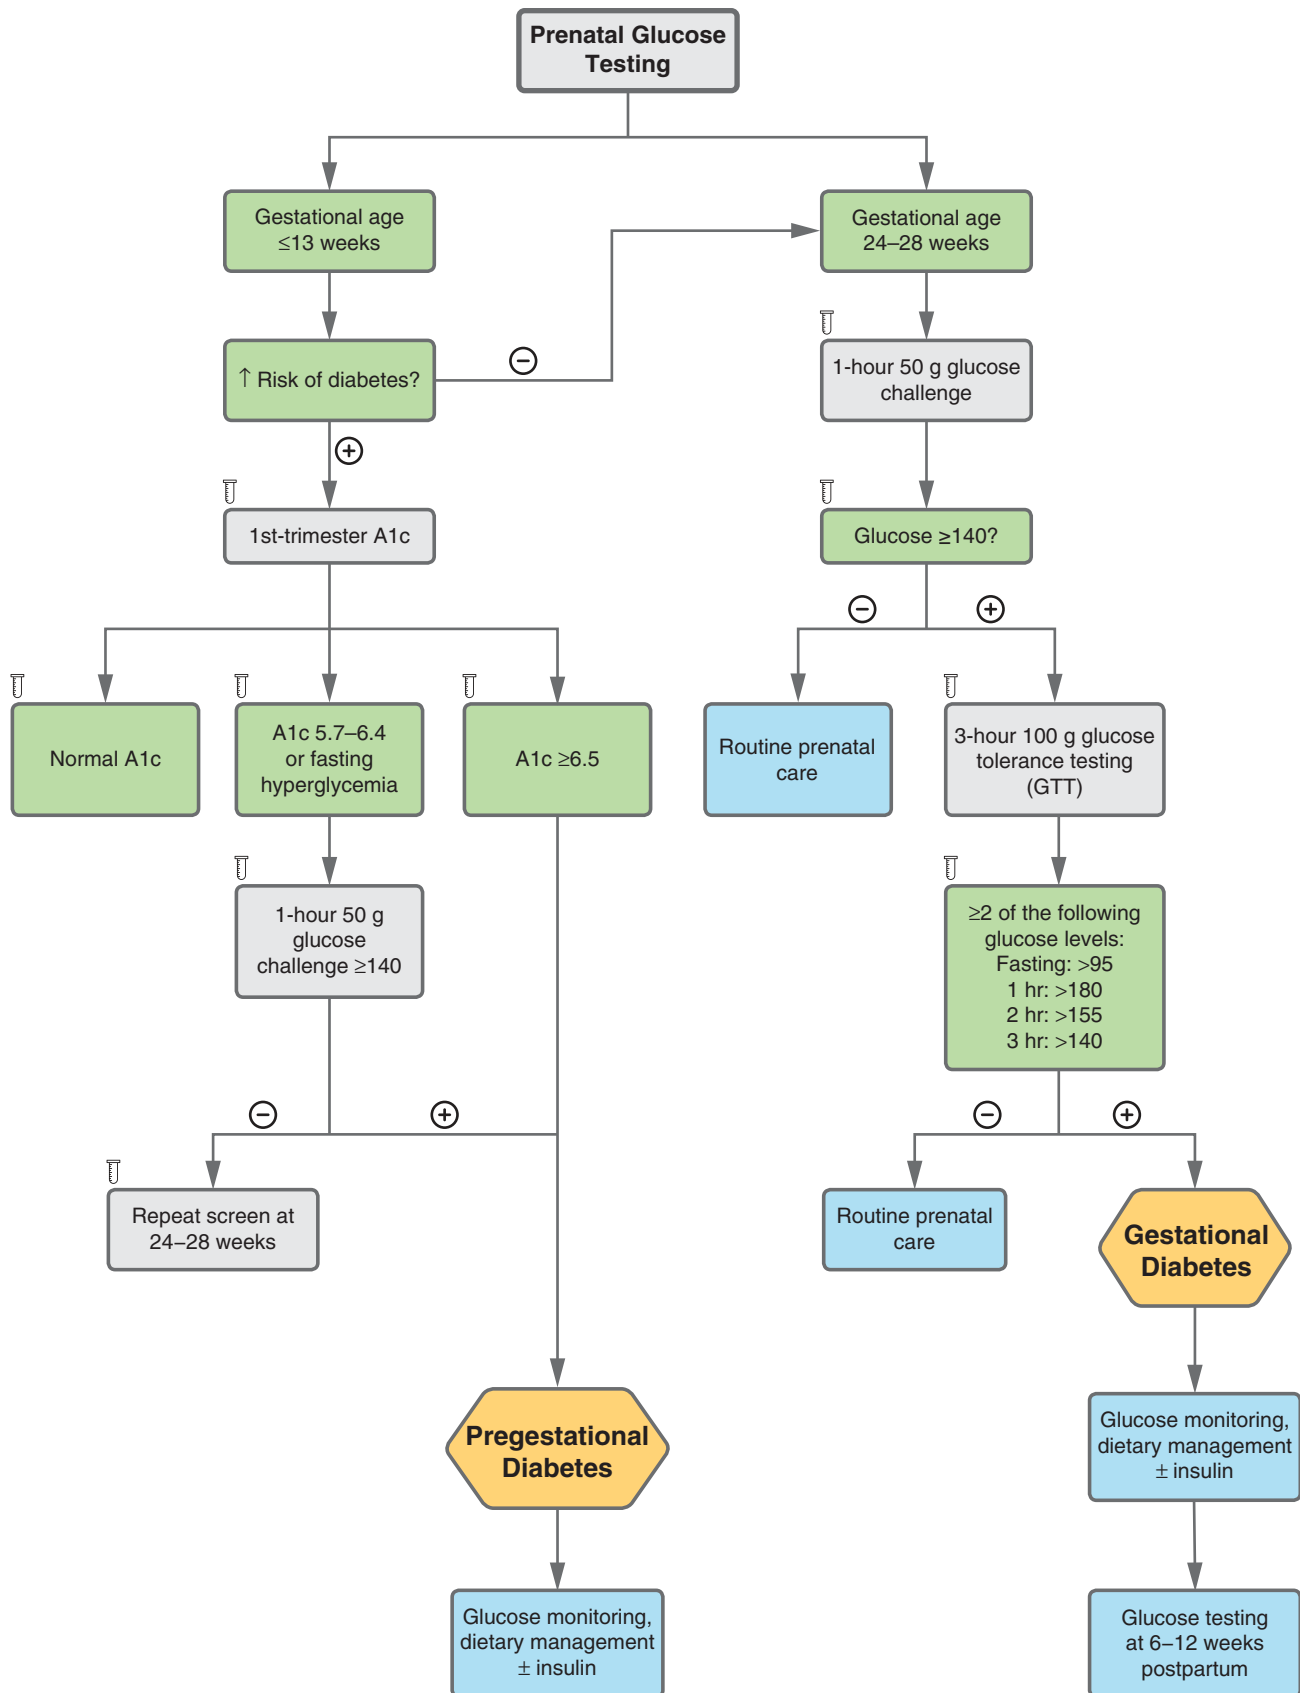 Prenatal Glucose
Testing
Gestational age
≤13 weeks
Gestational age
24–28 weeks
↑ Risk of diabetes?
−
1-hour 50 g glucose
challenge
+
1st-trimester A1c
Glucose ≥140?
−
+
Normal A1c
A1c 5.7–6.4
or fasting
hyperglycemia
A1c ≥6.5
Routine prenatal
care
3-hour 100 g glucose
tolerance testing
(GTT)
1-hour 50 g
glucose
challenge ≥140
≥2 of the following
glucose levels:
Fasting: >95
1 hr: >180
2 hr: >155
3 hr: >140
−
+
−
+
Repeat screen at
24–28 weeks
Routine prenatal
care
Gestational
Diabetes
Pregestational
Diabetes
Glucose monitoring,
dietary management
± insulin
Glucose monitoring,
dietary management
± insulin
Glucose testing
at 6–12 weeks
postpartum